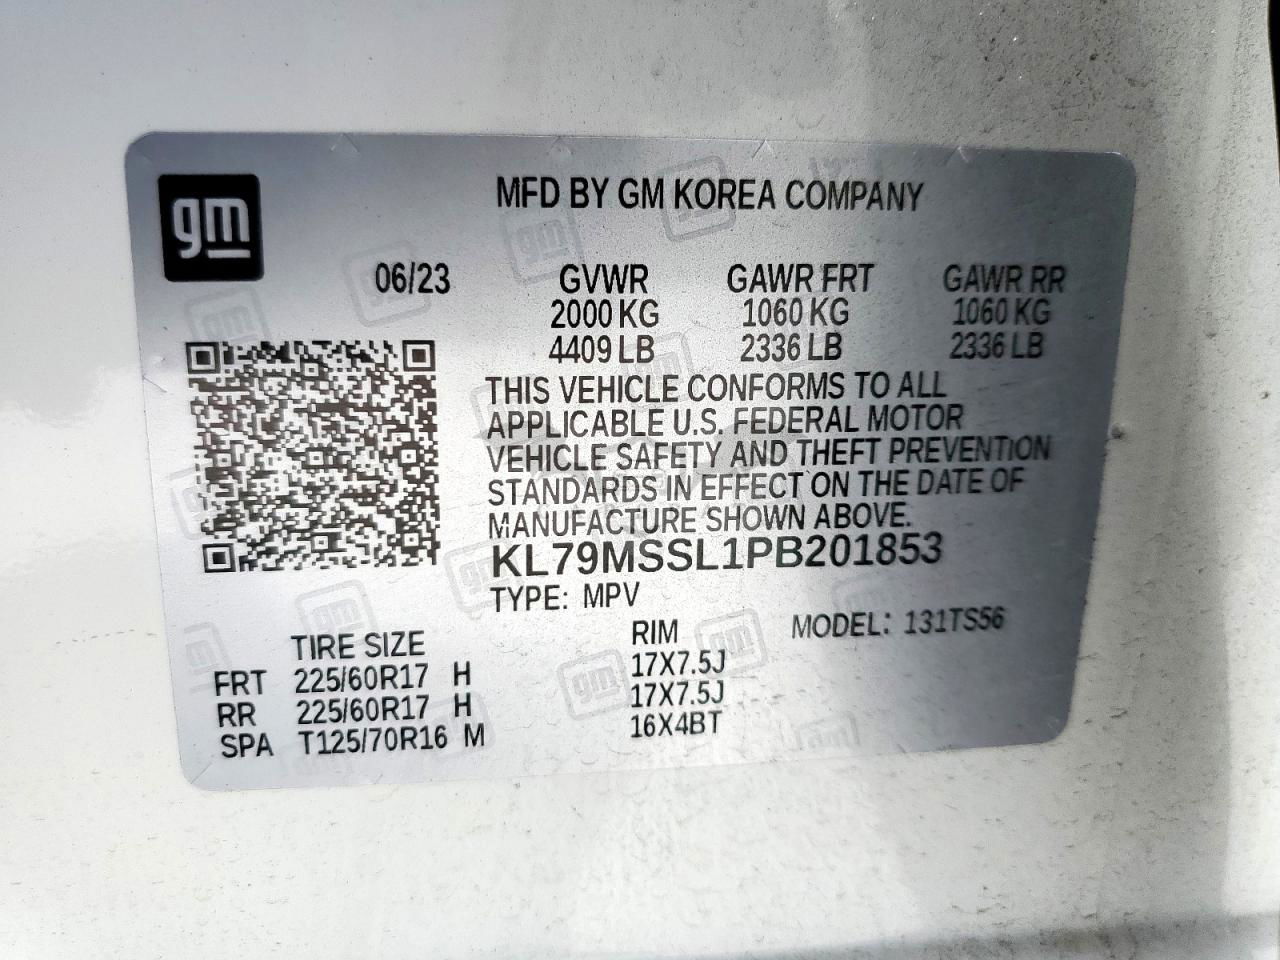 gm
MFD BY GM KOREA COMPANY
06/23 GVWR GAWR FRT GAWR RR
2000 KG 1060 KG 1060 KG
4409 LB 2336 LB 2336 LB
THIS VEHICLE CONFORMS TO ALL
APPLICABLE U.S. FEDERAL MOTOR
VEHICLE SAFETY AND THEFT PREVENTION
STANDARDS IN EFFECT ON THE DATE OF
MANUFACTURE SHOWN ABOVE.
KL79MSSL1PB201853
TYPE: MPV
TIRE SIZE RIM MODEL: 131TS56
FRT 225/60R17 H 17X7.5J
RR 225/60R17 H 17X7.5J
SPA T125/70R16 M 16X4BT